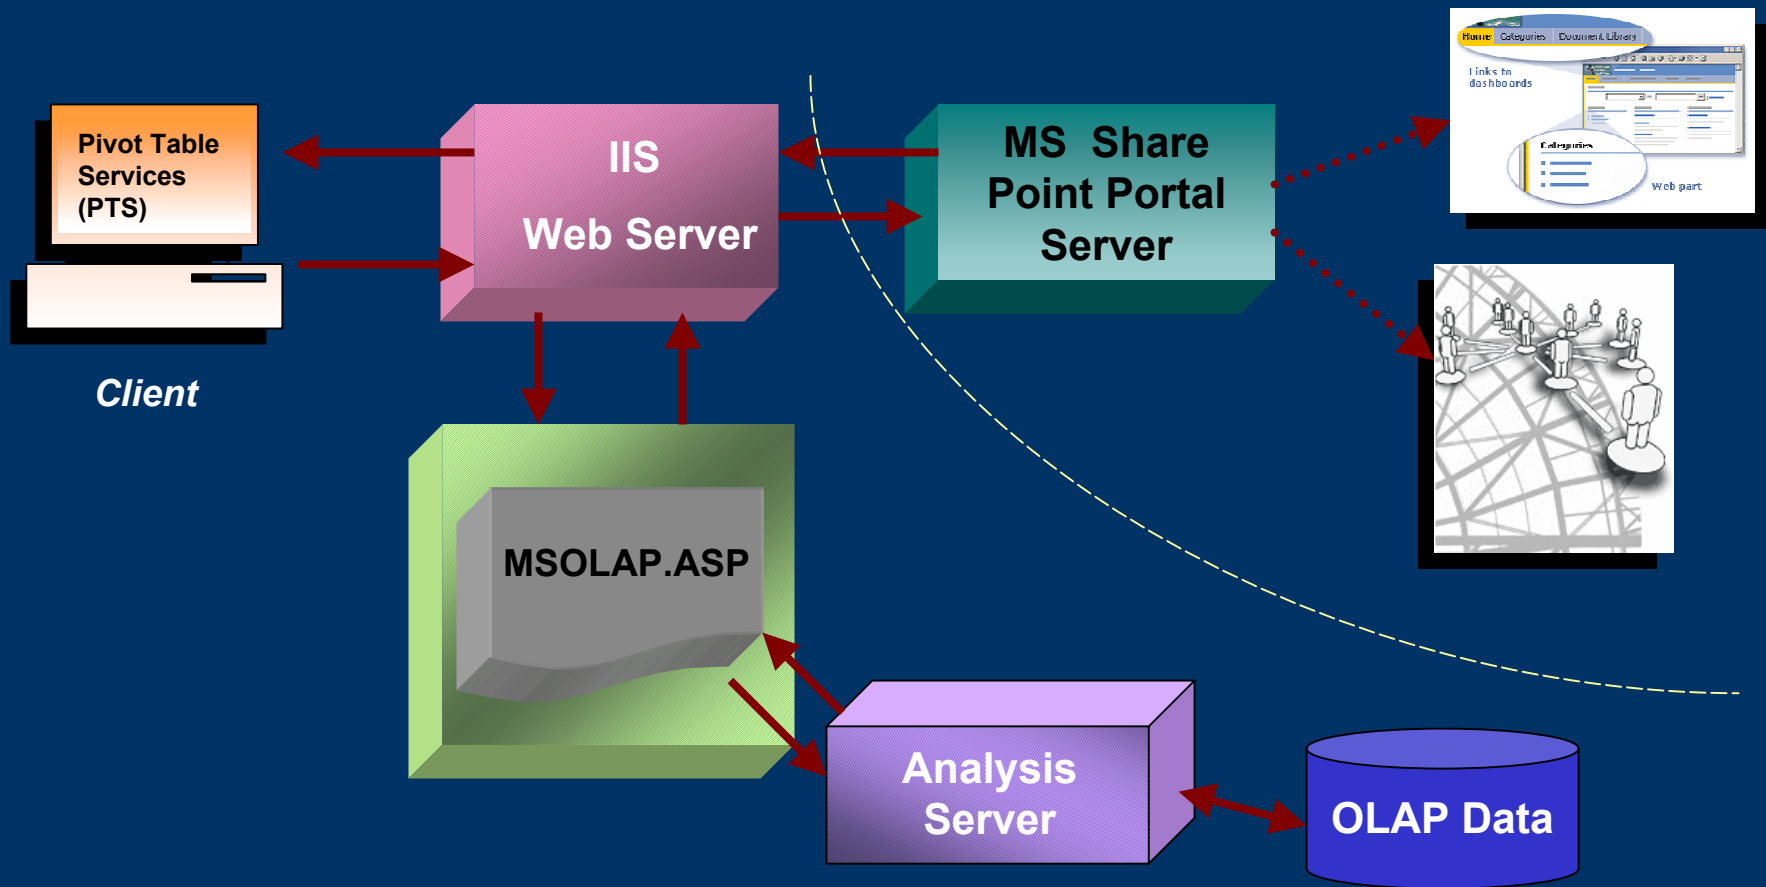 Pivot Table
Services
(PTS)
Client
IIS
Web Server
MS Share
Point Portal
Server
Home Categories Document Library
Links to
dashboards
Categories
Web part
MSOLAP.ASP
Analysis
Server
OLAP Data